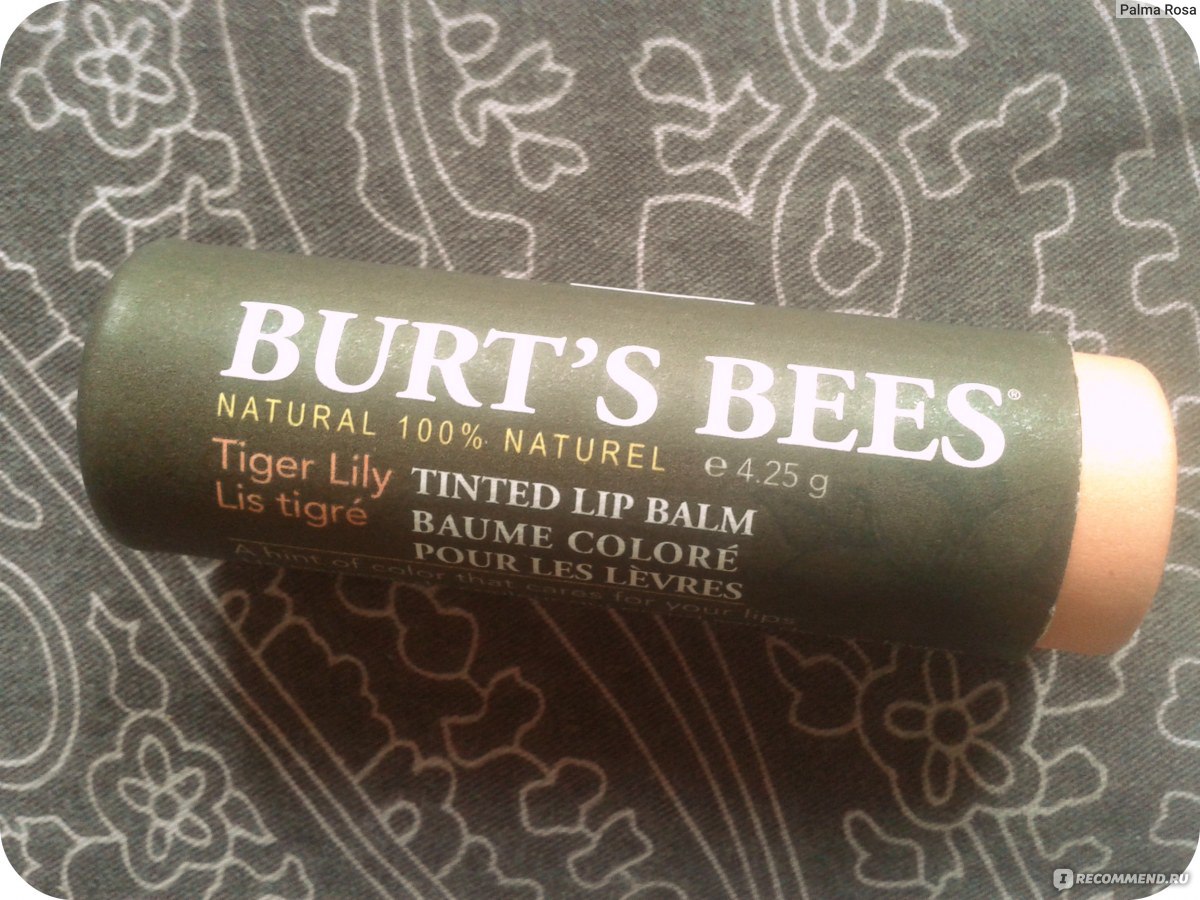 Palma Rosa
BURT'S BEES®
NATURAL 100% NATUREL
℮ 4.25 g
Tiger Lily
Lis tigré
TINTED LIP BALM
BAUME COLORÉ
POUR LES LÈVRES
A hint of color that cares for your lips
IRECOMMEND.RU